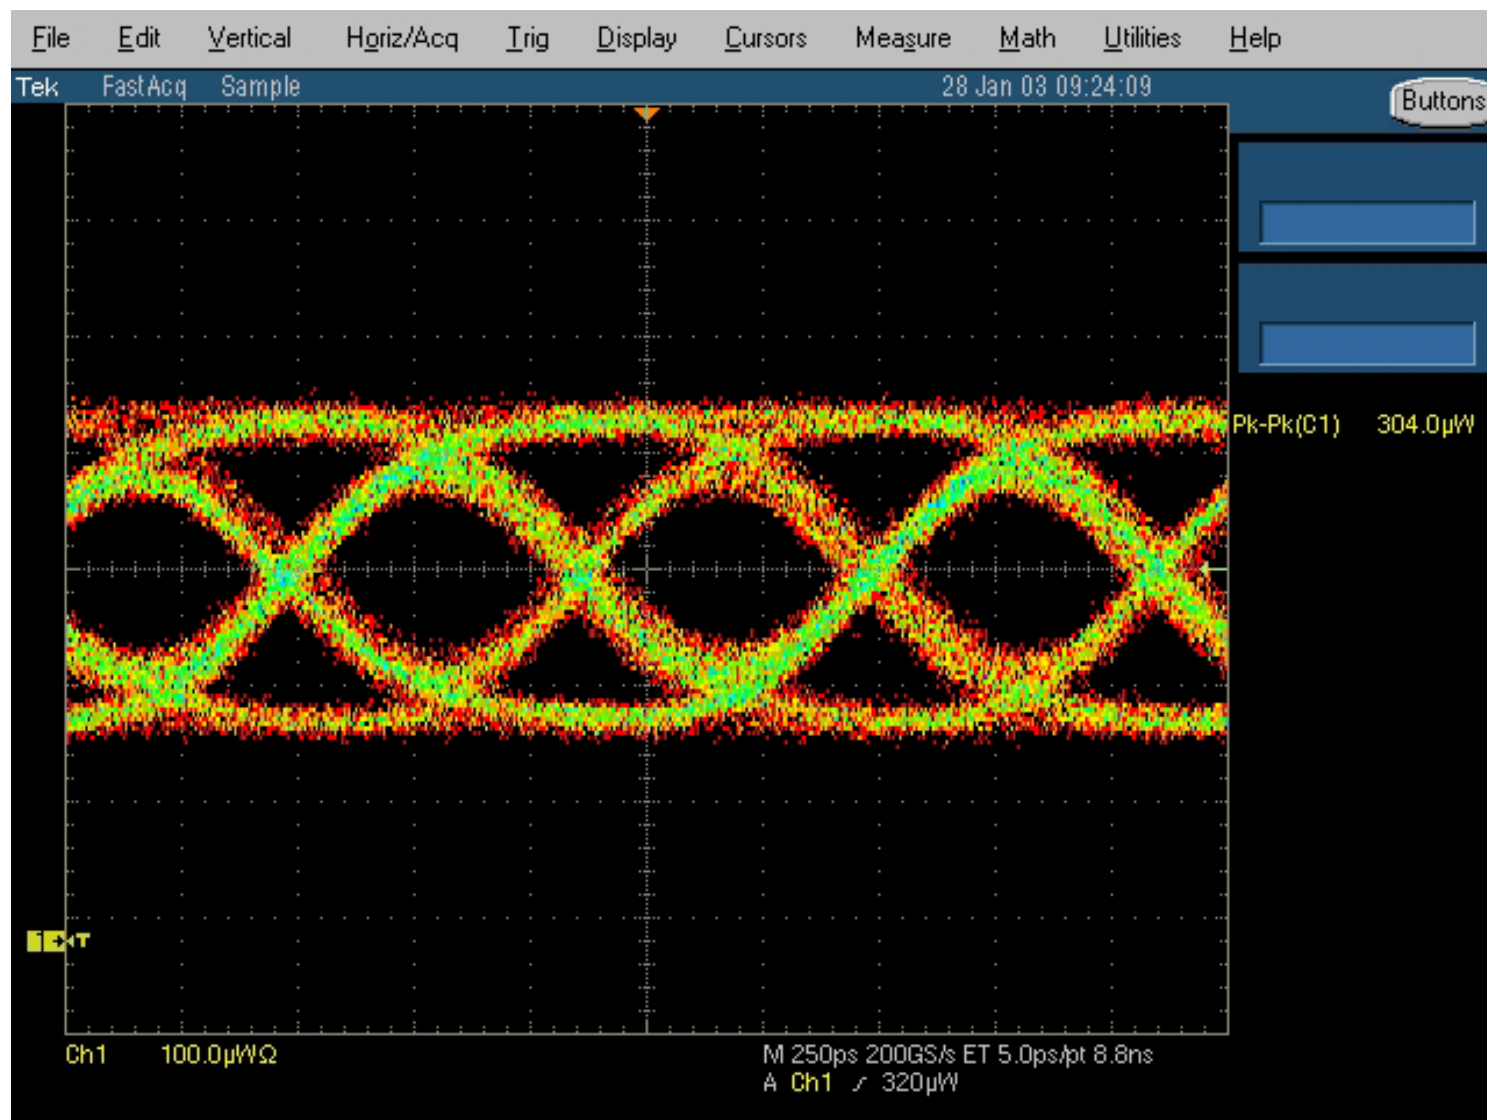 File Edit Vertical Horiz/Acq Trig Display Cursors Measure Math Utilities Help
Tek FastAcq Sample 28 Jan 03 09:24:09 Buttons
Pk-Pk(C1) 304.0µW
1 T
Ch1 100.0µWΩ M 250ps 200GS/s ET 5.0ps/pt 8.8ns
A Ch1 / 320µW